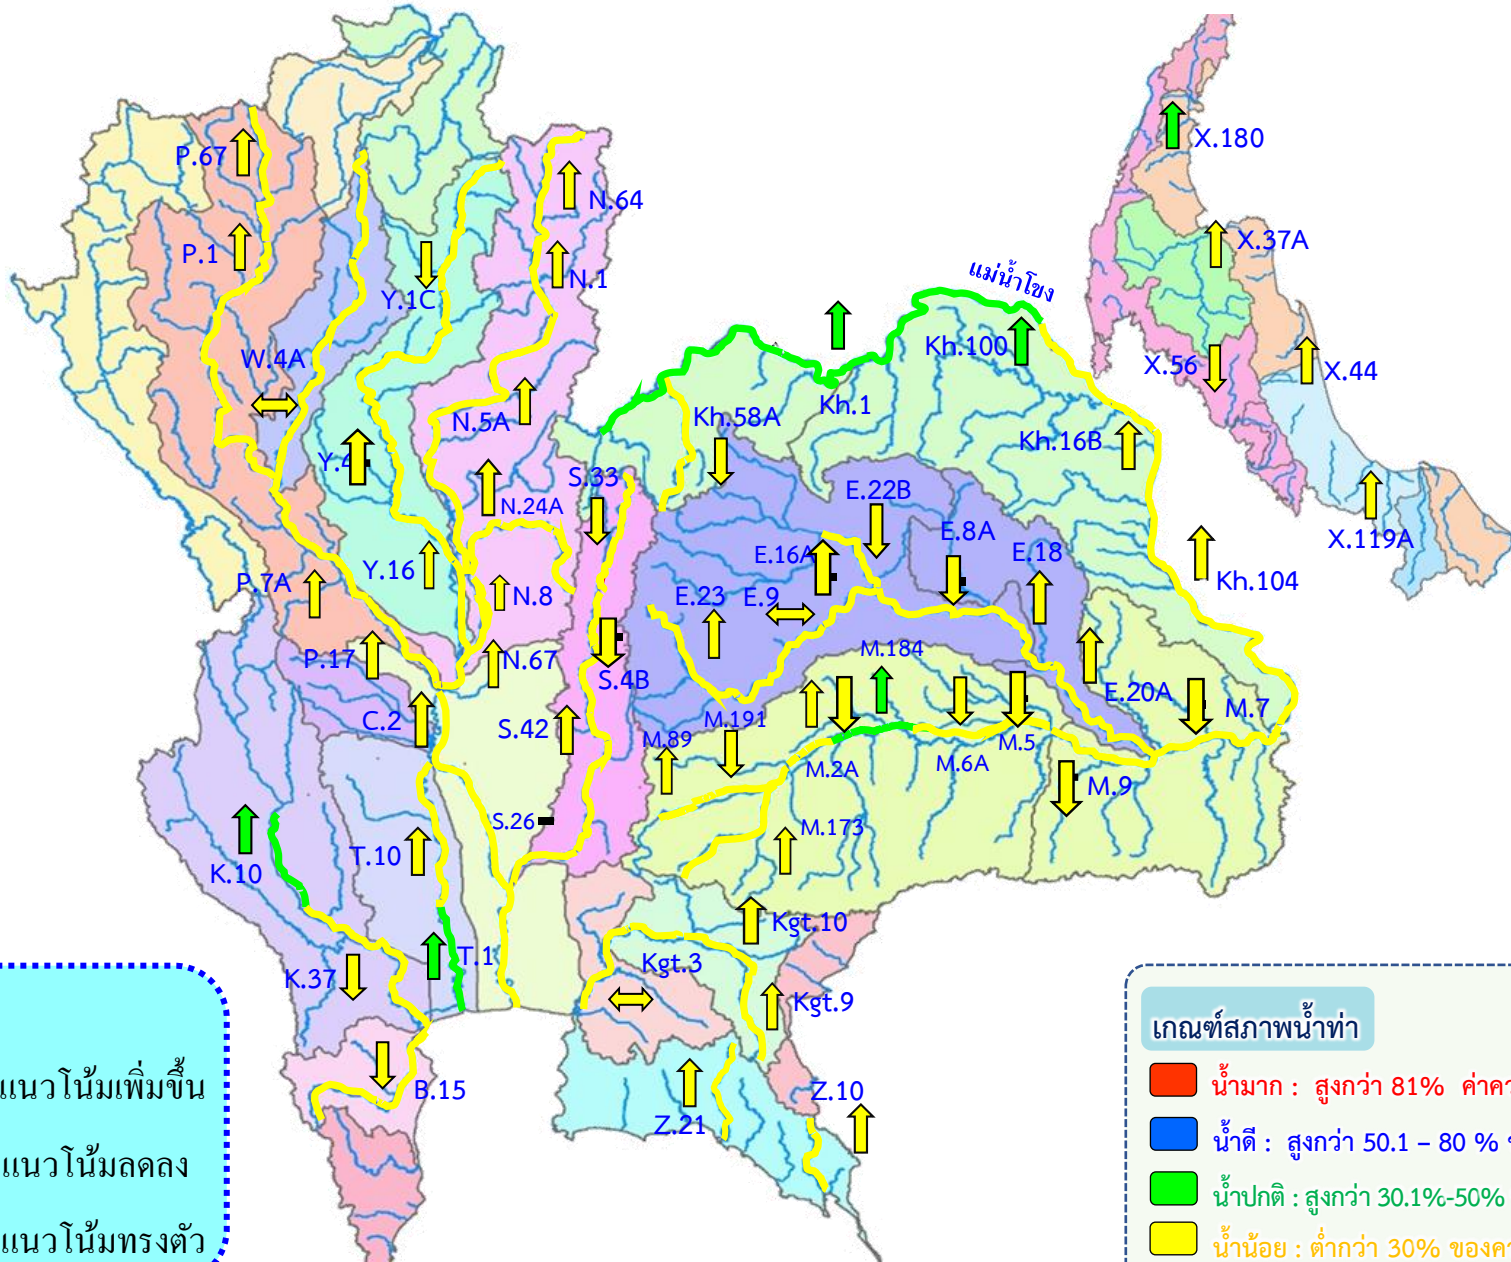 X.180
P.67
N.64
P.1
X.37A
N.1
แม่น้ำโขง
Y.1C
Kh.100
W.4A
X.56
X.44
Kh.1
N.5A
Kh.58A
Kh.16B
Y.4
S.33
N.24A
E.22B
X.119A
E.8A
E.16A
E.18
Y.16
P.7A
Kh.104
N.8
E.23
E.9
P.17
N.67
M.184
S.4B
E.20A
M.7
C.2
S.42
M.89
M.191
M.5
M.2A
M.6A
M.9
S.26
M.173
T.10
K.10
Kgt.10
T.1
Kgt.3
K.37
Kgt.9
B.15
Z.10
Z.21
แนวโน้มเพิ่มขึ้น
แนวโน้มลดลง
แนวโน้มทรงตัว
เกณฑ์สภาพน้ำท่า
น้ำมาก : สูงกว่า 81%
น้ำดี : สูงกว่า 50.1 – 80 %
น้ำปกติ : สูงกว่า 30.1%-50%
น้ำน้อย : ต่ำกว่า 30%